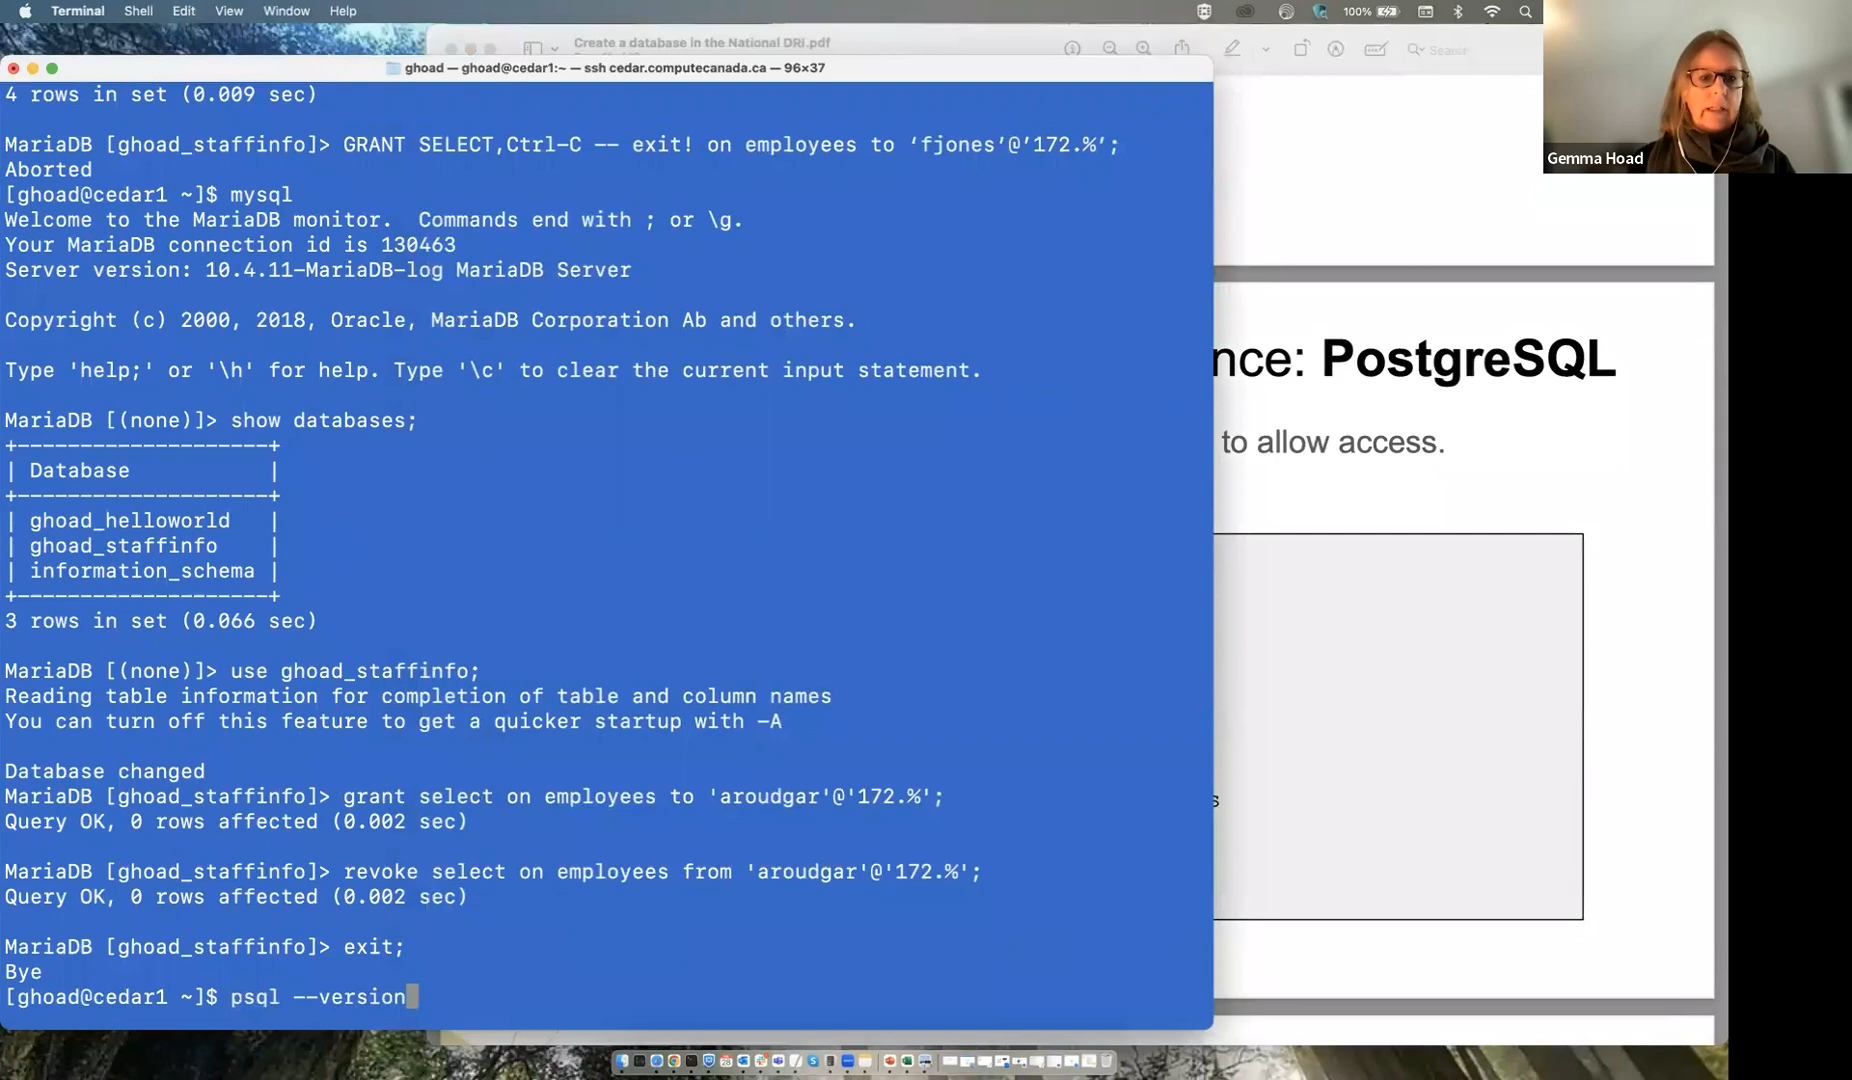 Terminal Shell Edit View Window Help 100%
Create a database in the National DRI.pdf
Search
ghoad — ghoad@cedar1:~ — ssh cedar.computecanada.ca — 96×37
4 rows in set (0.009 sec)
MariaDB [ghoad_staffinfo]> GRANT SELECT,Ctrl-C -- exit! on employees to ‘fjones’@’172.%’;
Aborted
[ghoad@cedar1 ~]$ mysql
Welcome to the MariaDB monitor.  Commands end with ; or \g.
Your MariaDB connection id is 130463
Server version: 10.4.11-MariaDB-log MariaDB Server
Copyright (c) 2000, 2018, Oracle, MariaDB Corporation Ab and others.
Type 'help;' or '\h' for help. Type '\c' to clear the current input statement.
MariaDB [(none)]> show databases;
+--------------------+
| Database           |
+--------------------+
| ghoad_helloworld   |
| ghoad_staffinfo    |
| information_schema |
+--------------------+
3 rows in set (0.066 sec)
MariaDB [(none)]> use ghoad_staffinfo;
Reading table information for completion of table and column names
You can turn off this feature to get a quicker startup with -A
Database changed
MariaDB [ghoad_staffinfo]> grant select on employees to 'aroudgar'@'172.%';
Query OK, 0 rows affected (0.002 sec)
MariaDB [ghoad_staffinfo]> revoke select on employees from 'aroudgar'@'172.%';
Query OK, 0 rows affected (0.002 sec)
MariaDB [ghoad_staffinfo]> exit;
Bye
[ghoad@cedar1 ~]$ psql --version
nce: PostgreSQL
to allow access.
s
Gemma Hoad